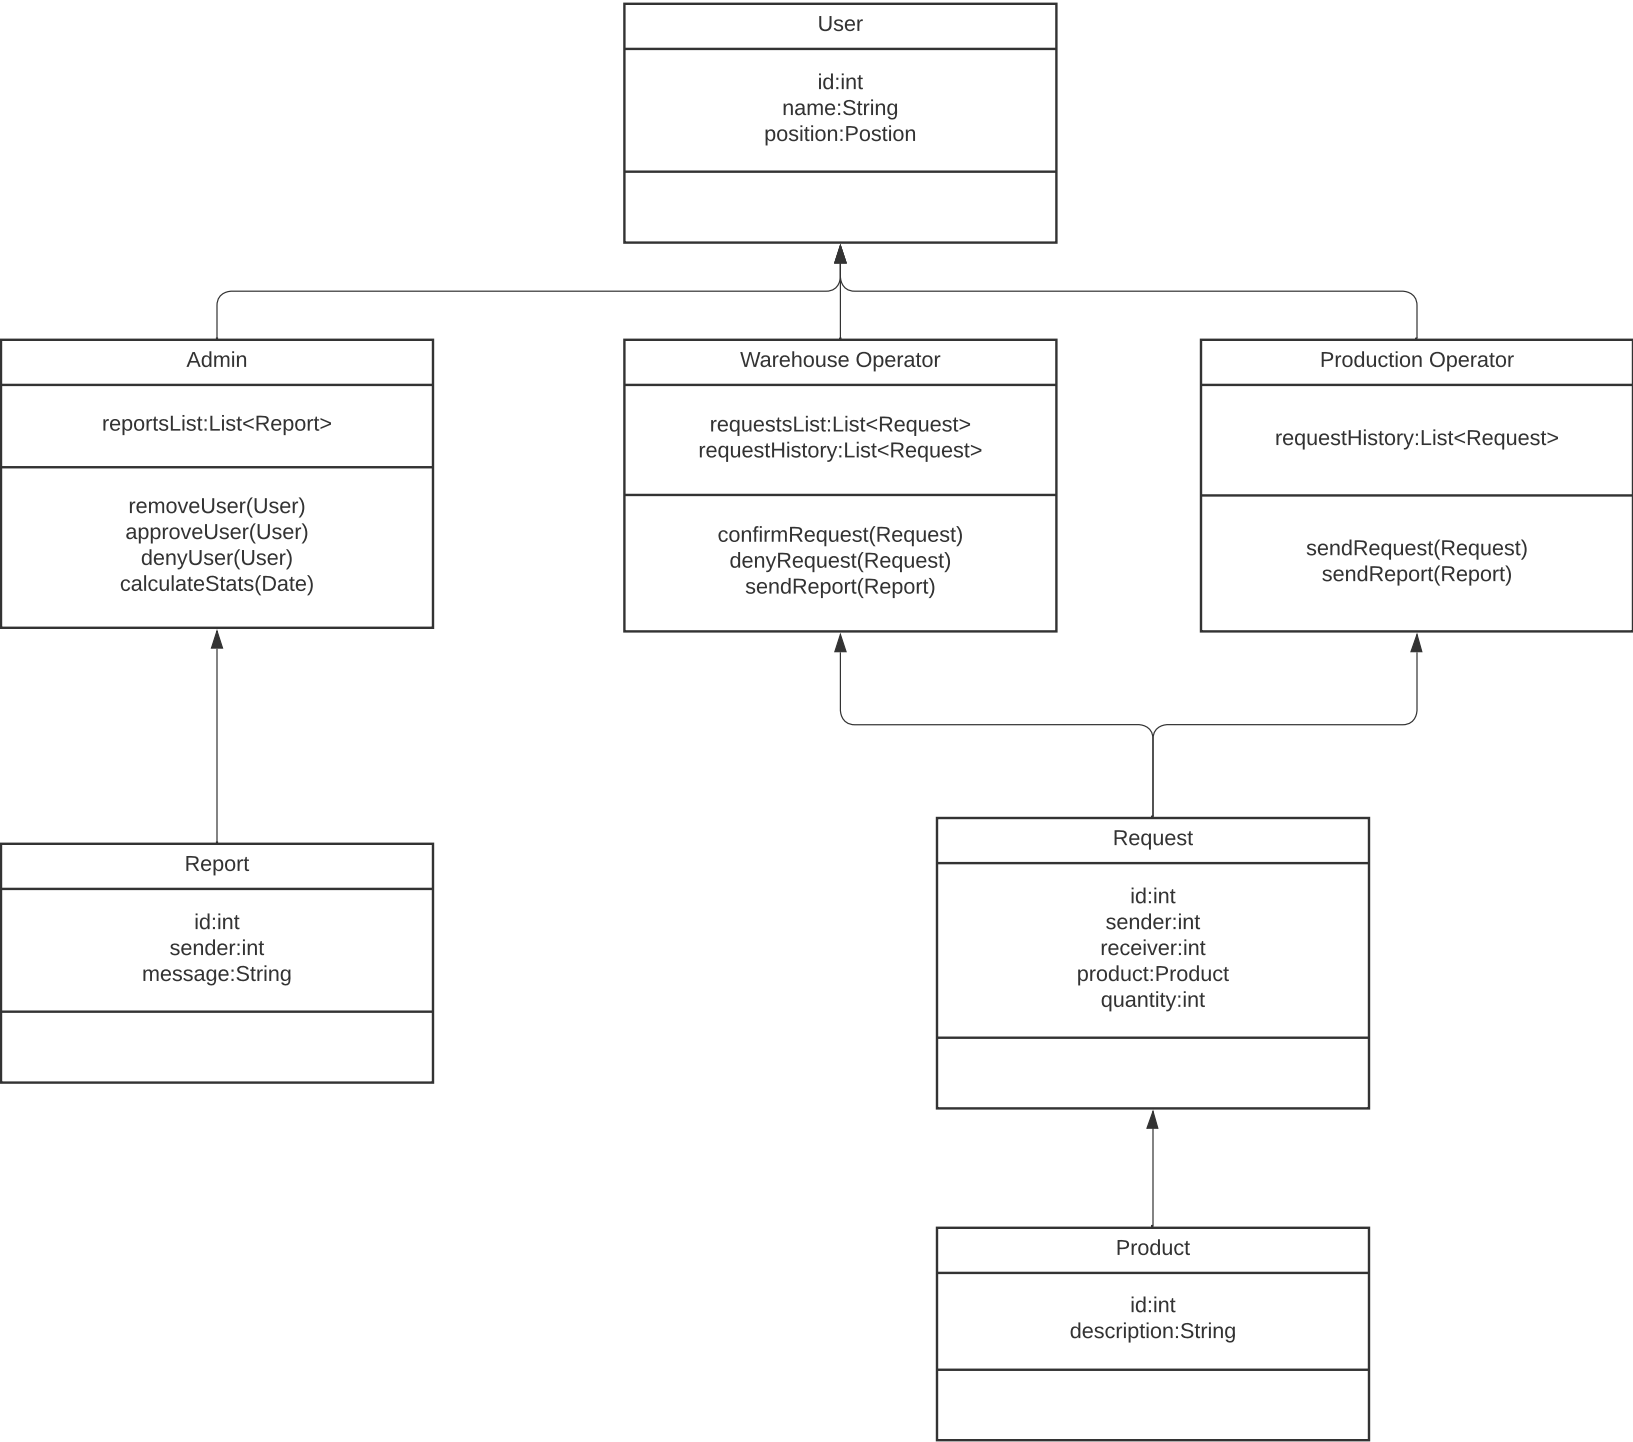 User
id:int
name:String
position:Postion
Admin
reportsList:List<Report>
removeUser(User)
approveUser(User)
denyUser(User)
calculateStats(Date)
Warehouse Operator
requestsList:List<Request>
requestHistory:List<Request>
confirmRequest(Request)
denyRequest(Request)
sendReport(Report)
Production Operator
requestHistory:List<Request>
sendRequest(Request)
sendReport(Report)
Report
id:int
sender:int
message:String
Request
id:int
sender:int
receiver:int
product:Product
quantity:int
Product
id:int
description:String